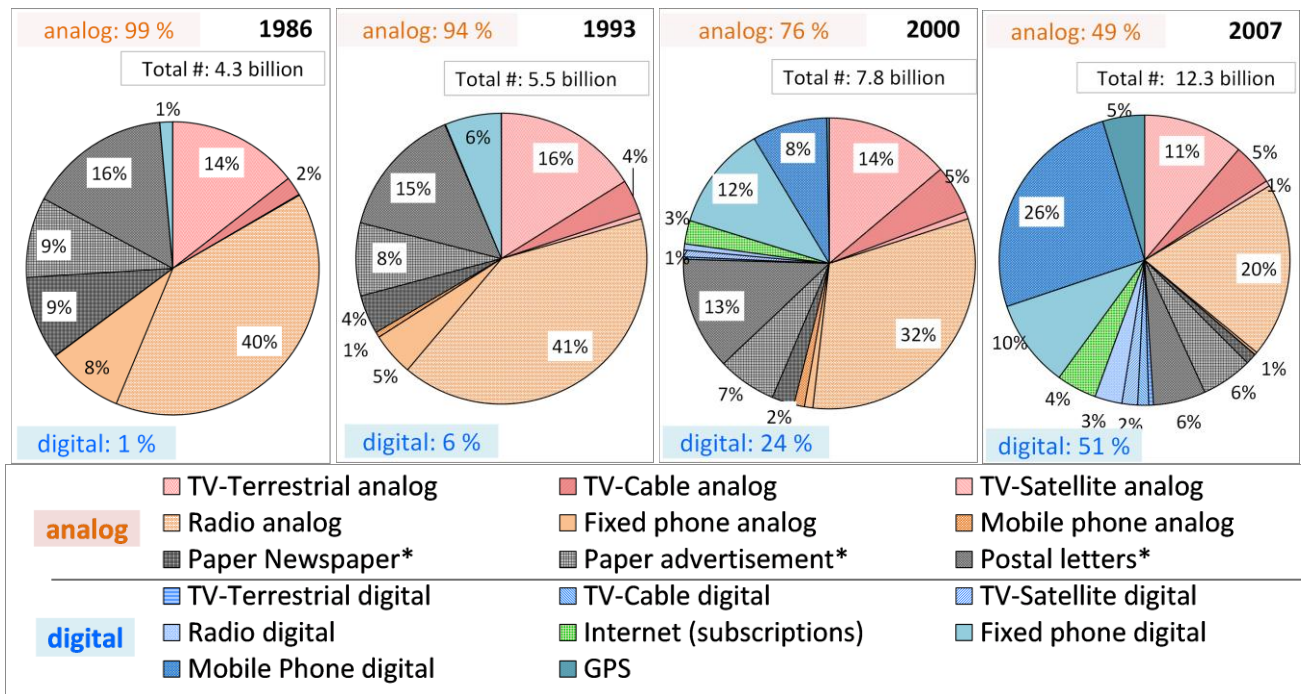 analog: 99 % 1986
Total #: 4.3 billion
1%
14%
2%
16%
9%
9%
8%
40%
digital: 1 %
analog: 94 % 1993
Total #: 5.5 billion
6%
16%
4%
15%
8%
4%
1%
5%
41%
digital: 6 %
analog: 76 % 2000
Total #: 7.8 billion
8%
14%
5%
12%
3%
1%
13%
7%
2%
32%
digital: 24 %
analog: 49 % 2007
Total #: 12.3 billion
5%
11%
5%
1%
26%
20%
10%
4%
3%
2%
6%
6%
1%
digital: 51 %
analog
TV-Terrestrial analog TV-Cable analog TV-Satellite analog
Radio analog Fixed phone analog Mobile phone analog
Paper Newspaper* Paper advertisement* Postal letters*
digital
TV-Terrestrial digital TV-Cable digital TV-Satellite digital
Radio digital Internet (subscriptions) Fixed phone digital
Mobile Phone digital GPS